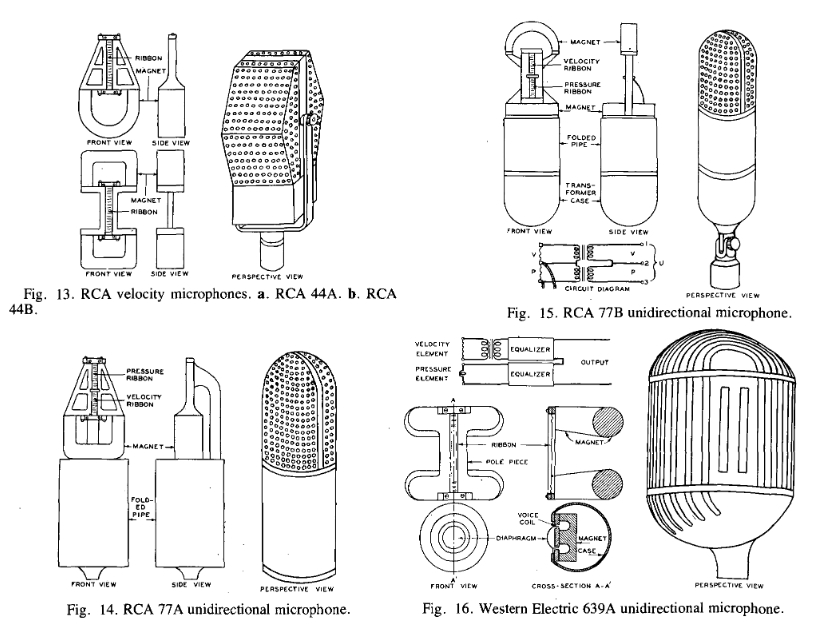 RIBBON
MAGNET
FRONT VIEW
SIDE VIEW
MAGNET
RIBBON
FRONT VIEW
SIDE VIEW
PERSPECTIVE VIEW
Fig. 13. RCA velocity microphones. a. RCA 44A. b. RCA
44B.
MAGNET
VELOCITY
RIBBON
PRESSURE
RIBBON
MAGNET
FOLDED
PIPE
TRANS-
FORMER
CASE
FRONT VIEW
SIDE VIEW
V
P
V
P
1
2
3
U
CIRCUIT DIAGRAM
PERSPECTIVE VIEW
Fig. 15. RCA 77B unidirectional microphone.
PRESSURE
RIBBON
VELOCITY
RIBBON
MAGNET
FOLD-
ED
PIPE
FRONT VIEW
SIDE VIEW
PERSPECTIVE VIEW
Fig. 14. RCA 77A unidirectional microphone.
VELOCITY
ELEMENT
EQUALIZER
OUTPUT
PRESSURE
ELEMENT
EQUALIZER
A
RIBBON
MAGNET
POLE PIECE
VOICE
COIL
DIAPHRAGM
MAGNET
CASE
A'
FRONT VIEW
CROSS-SECTION A-A'
PERSPECTIVE VIEW
Fig. 16. Western Electric 639A unidirectional microphone.